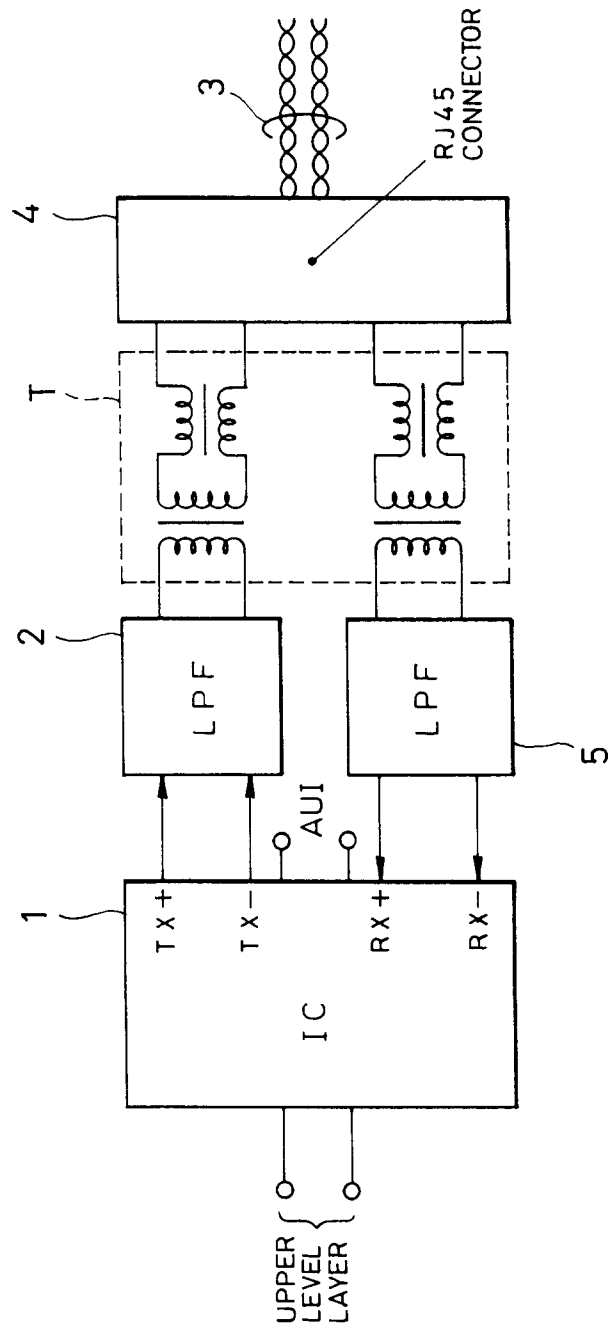 UPPER
LEVEL
LAYER
1
TX+
TX-
IC
RX+
RX-
AUI
2
LPF
LPF
5
T
4
RJ45
CONNECTOR
3